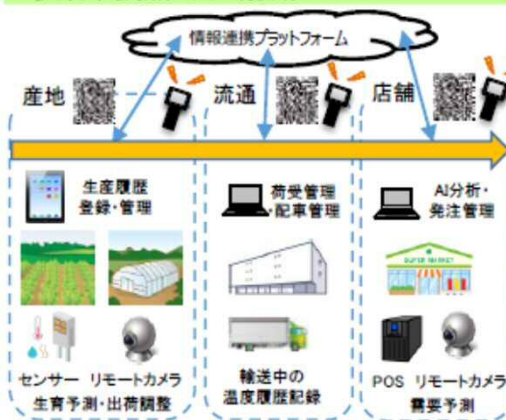 情報連携プラットフォーム
産地
流通
店舗
生産履歴
登録・管理
荷受管理
・配車管理
AI分析・
発注管理
SUPER MARKET
センサー リモートカメラ
生育予測・出荷調整
輸送中の
温度履歴記録
POS リモートカメラ
需要予測